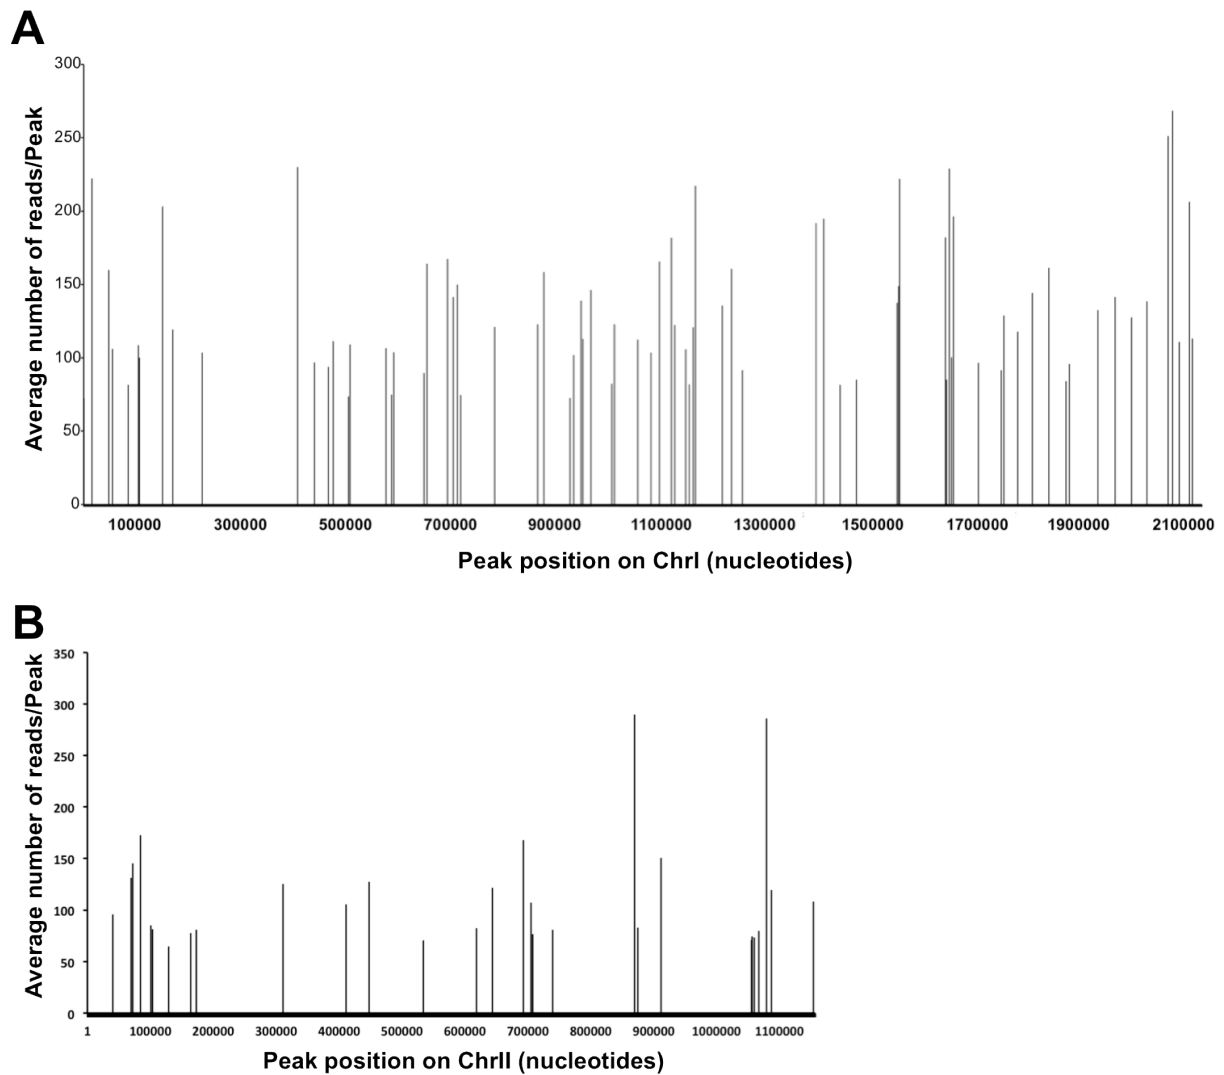 A
Average number of reads/Peak
300
250
200
150
100
50
0
100000 300000 500000 700000 900000 1100000 1300000 1500000 1700000 1900000 2100000
Peak position on ChrI (nucleotides)
B
Average number of reads/Peak
350
300
250
200
150
100
50
0
1 100000 200000 300000 400000 500000 600000 700000 800000 900000 1000000 1100000
Peak position on ChrII (nucleotides)